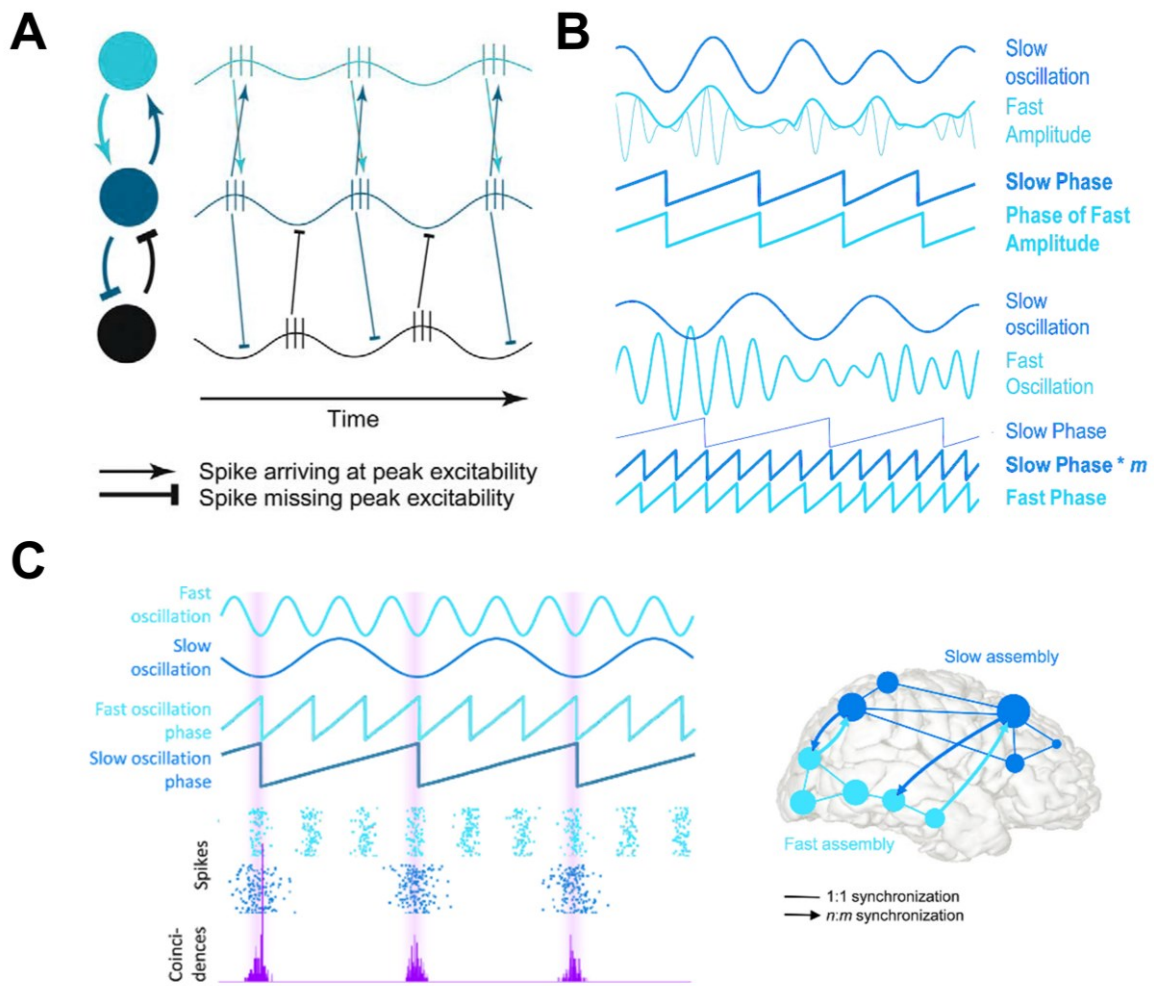 A
Time
Spike arriving at peak excitability
Spike missing peak excitability
B
Slow
oscillation
Fast
Amplitude
Slow Phase
Phase of Fast
Amplitude
Slow
oscillation
Fast
Oscillation
Slow Phase
Slow Phase * m
Fast Phase
C
Fast
oscillation
Slow
oscillation
Fast oscillation
phase
Slow oscillation
phase
Spikes
Coinci-
dences
Slow assembly
Fast assembly
1:1 synchronization
n:m synchronization